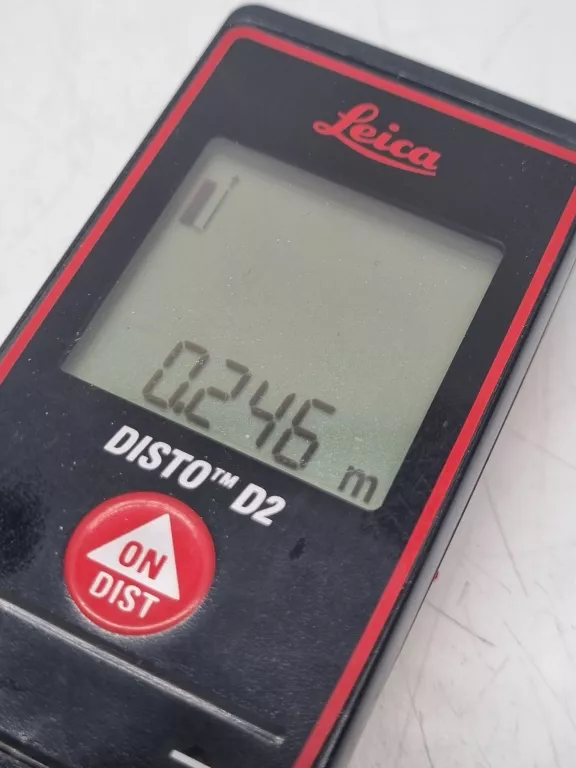 Leica
0.246 m
DISTO™ D2
ON
DIST